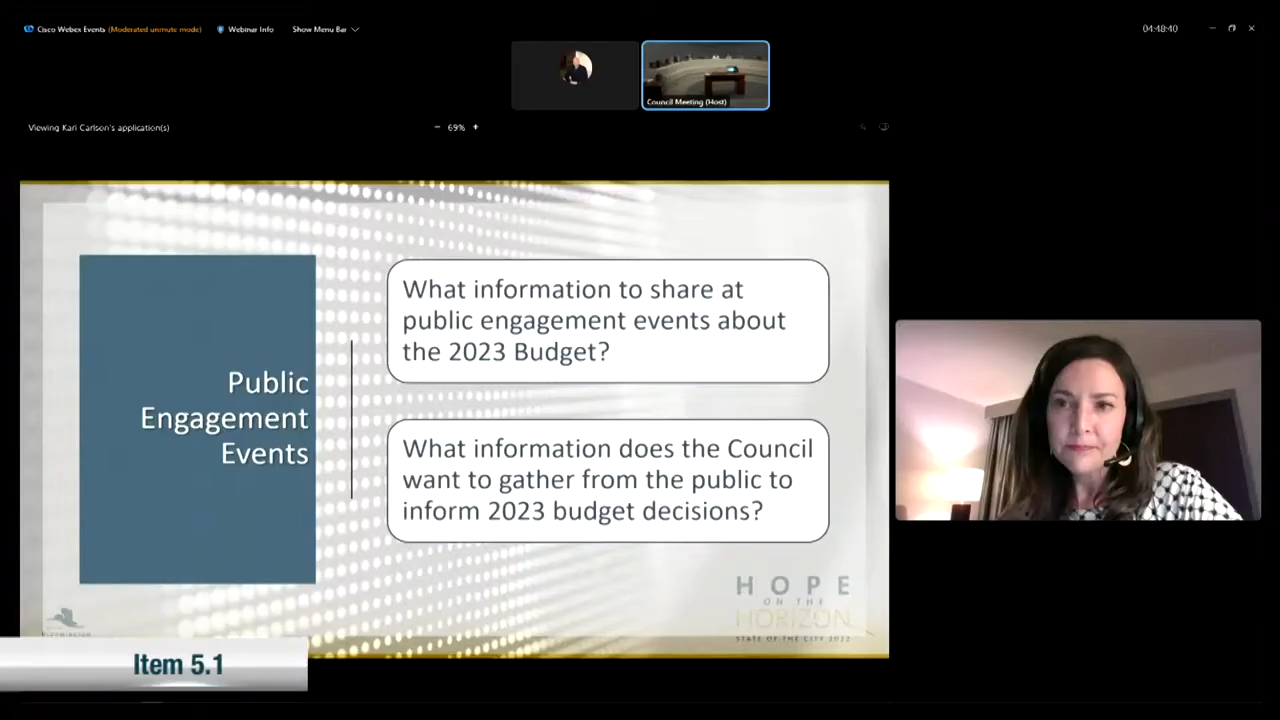 Cisco Webex Events (Moderated unmute mode)
Webinar Info
Show Menu Bar
04:48:40
Council Meeting (Host)
Viewing Kari Carlson's application(s)
− 69% +
Public
Engagement
Events
What information to share at
public engagement events about
the 2023 Budget?
What information does the Council
want to gather from the public to
inform 2023 budget decisions?
HOPE
ON THE
HORIZON
STATE OF THE CITY 2022
Item 5.1